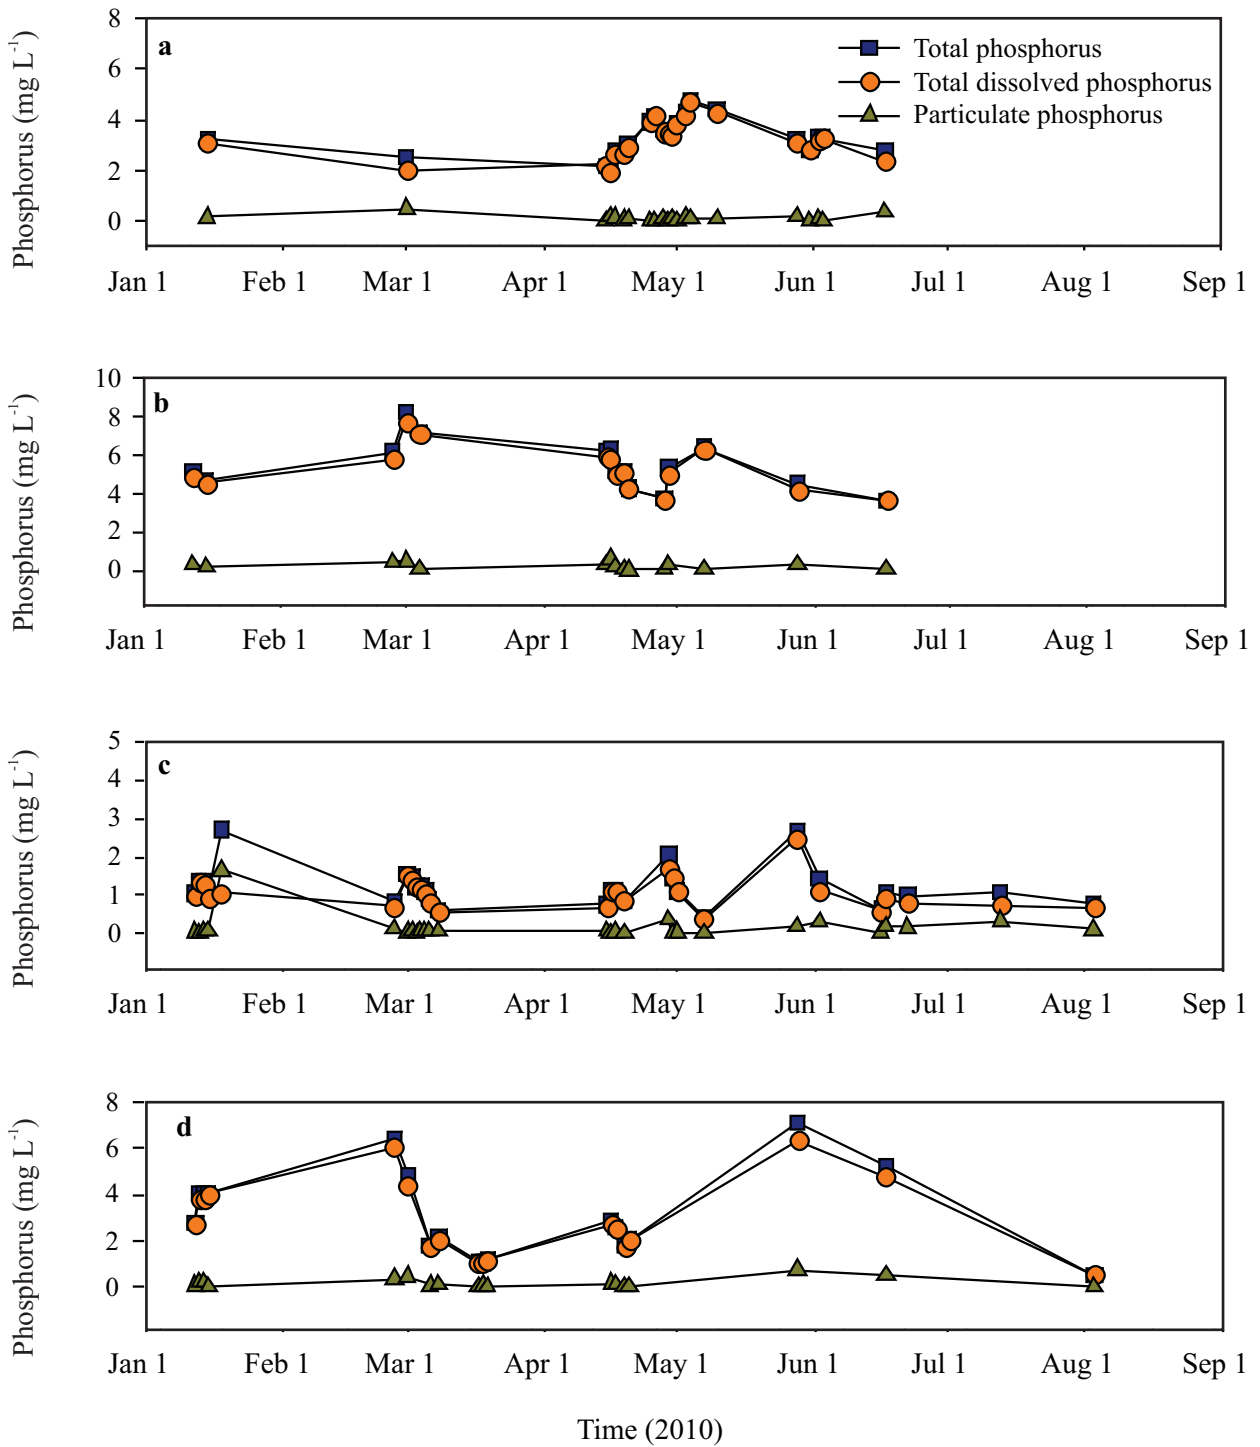 a
Total phosphorus
Total dissolved phosphorus
Particulate phosphorus
Phosphorus (mg L⁻¹)
8
6
4
2
0
Jan 1 Feb 1 Mar 1 Apr 1 May 1 Jun 1 Jul 1 Aug 1 Sep 1
b
Phosphorus (mg L⁻¹)
10
8
6
4
2
0
Jan 1 Feb 1 Mar 1 Apr 1 May 1 Jun 1 Jul 1 Aug 1 Sep 1
c
Phosphorus (mg L⁻¹)
5
4
3
2
1
0
Jan 1 Feb 1 Mar 1 Apr 1 May 1 Jun 1 Jul 1 Aug 1 Sep 1
d
Phosphorus (mg L⁻¹)
8
6
4
2
0
Jan 1 Feb 1 Mar 1 Apr 1 May 1 Jun 1 Jul 1 Aug 1 Sep 1
Time (2010)